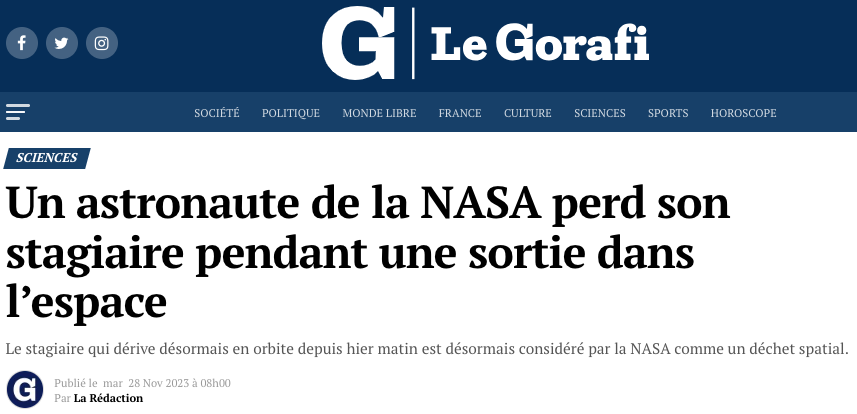 G | Le Gorafi
SOCIÉTÉ POLITIQUE MONDE LIBRE FRANCE CULTURE SCIENCES SPORTS HOROSCOPE
SCIENCES
Un astronaute de la NASA perd son
stagiaire pendant une sortie dans
l’espace
Le stagiaire qui dérive désormais en orbite depuis hier matin est désormais considéré par la NASA comme un déchet spatial.
G
Publié le mar 28 Nov 2023 à 08h00
Par La Rédaction